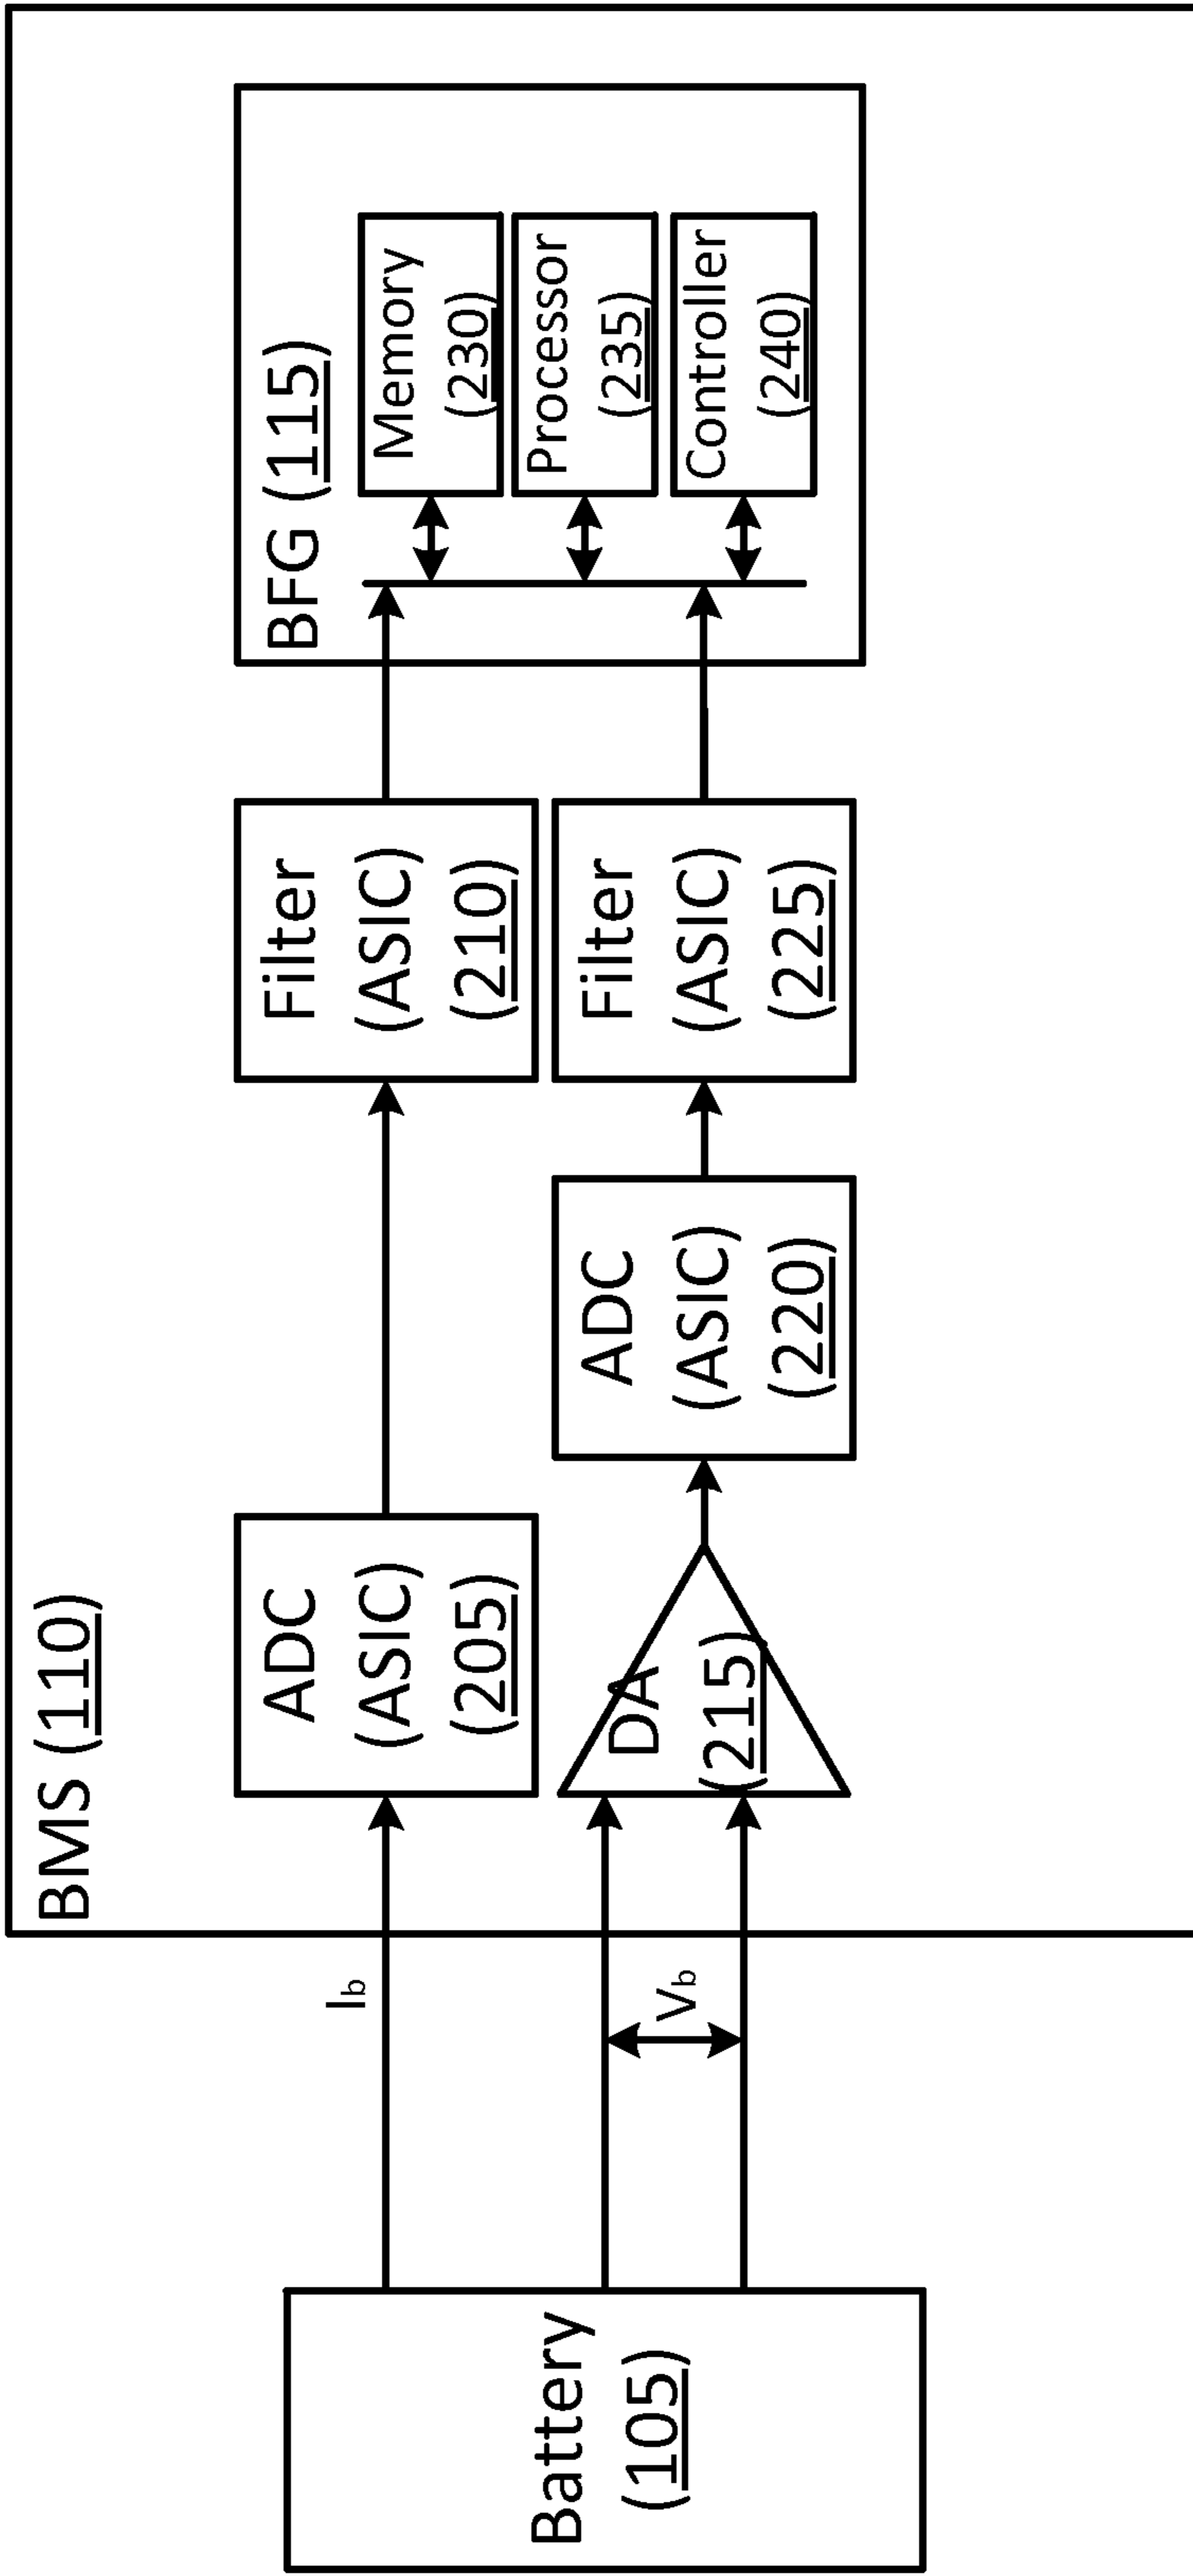 BMS (110)
BFG (115)
Battery
(105)
Ib
Vb
ADC
(ASIC)
(205)
Filter
(ASIC)
(210)
DA
(215)
ADC
(ASIC)
(220)
Filter
(ASIC)
(225)
Memory
(230)
Processor
(235)
Controller
(240)